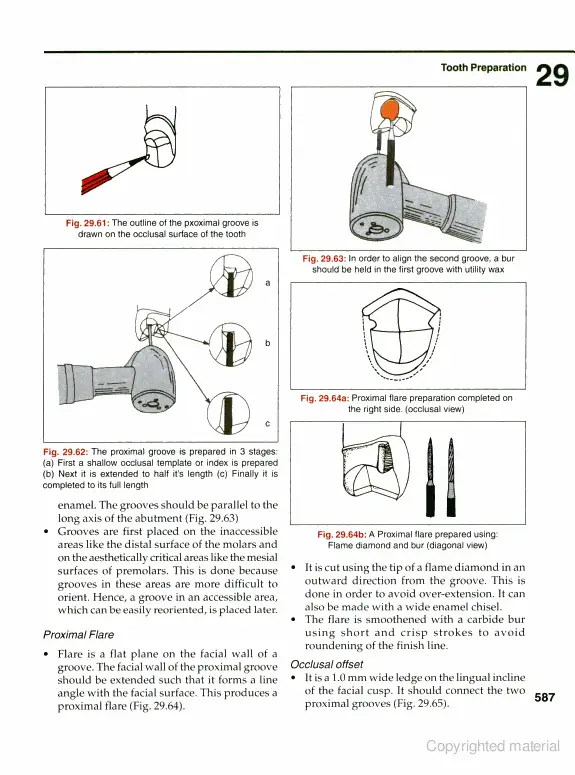 Tooth Preparation 29
Fig. 29.61: The outline of the pxoximal groove is
drawn on the occlusal surface of the tooth
a
b
c
Fig. 29.62: The proximal groove is prepared in 3 stages:
(a) First a shallow occlusal template or index is prepared
(b) Next it is extended to half it's length (c) Finally it is
completed to its full length
enamel. The grooves should be parallel to the
long axis of the abutment (Fig. 29.63)
• Grooves are first placed on the inaccessible
areas like the distal surface of the molars and
on the aesthetically critical areas like the mesial
surfaces of premolars. This is done because
grooves in these areas are more difficult to
orient. Hence, a groove in an accessible area,
which can be easily reoriented, is placed later.
Proximal Flare
• Flare is a flat plane on the facial wall of a
groove. The facial wall of the proximal groove
should be extended such that it forms a line
angle with the facial surface. This produces a
proximal flare (Fig. 29.64).
Fig. 29.63: In order to align the second groove, a bur
should be held in the first groove with utility wax
Fig. 29.64a: Proximal flare preparation completed on
the right side. (occlusal view)
Fig. 29.64b: A Proximal flare prepared using:
Flame diamond and bur (diagonal view)
• It is cut using the tip of a flame diamond in an
outward direction from the groove. This is
done in order to avoid over-extension. It can
also be made with a wide enamel chisel.
• The flare is smoothened with a carbide bur
using short and crisp strokes to avoid
roundening of the finish line.
Occlusal offset
• It is a 1.0 mm wide ledge on the lingual incline
of the facial cusp. It should connect the two
proximal grooves (Fig. 29.65).
587
Copyrighted material